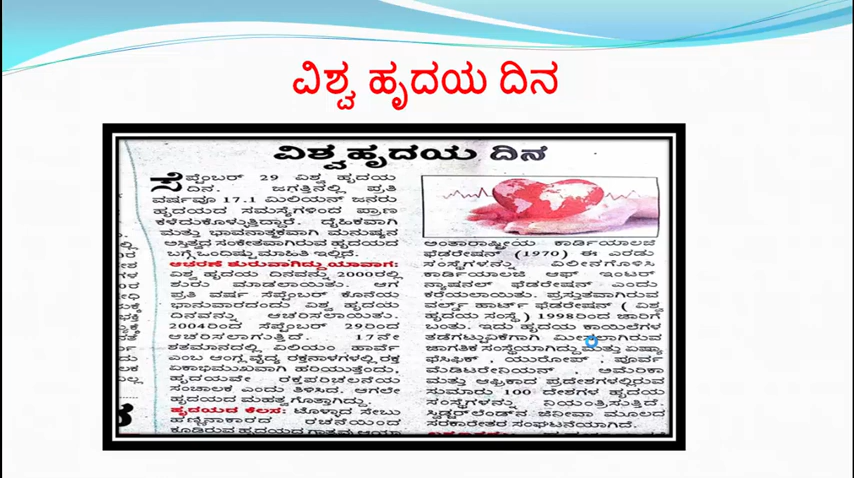 ವಿಶ್ವ ಹೃದಯ ದಿನ
ವಿಶ್ವಹೃದಯ ದಿನ
ಸೆಪ್ಟೆಂಬರ್ 29 ವಿಶ್ವ ಹೃದಯ
ದಿನ. ಜಗತ್ತಿನಲ್ಲಿ ಪ್ರತಿ
ವರ್ಷವೂ 17.1 ಮಿಲಿಯನ್ ಜನರು
ಹೃದಯದ ಸಮಸ್ಯೆಗಳಿಂದ ಪ್ರಾಣ
ಕಳೆದುಕೊಳ್ಳುತ್ತಿದ್ದಾರೆ. ದೈಹಿಕವಾಗಿ
ಮತ್ತು ಭಾವನಾತ್ಮಕವಾಗಿ ಮನುಷ್ಯನ
ಅಸ್ತಿತ್ವದ ಸಂಕೇತವಾಗಿರುವ ಹೃದಯದ
ಬಗ್ಗೆ ಒಂದಿಷ್ಟು ಮಾಹಿತಿ ಇಲ್ಲಿದೆ.
ಆಚರಣೆ ಶುರುವಾಗಿದ್ದು ಯಾವಾಗ:
ವಿಶ್ವ ಹೃದಯ ದಿನವನ್ನು 2000ರಲ್ಲಿ
ಶುರು ಮಾಡಲಾಯಿತು. ಆಗ
ಪ್ರತಿ ವರ್ಷ ಸೆಪ್ಟೆಂಬರ್ ಕೊನೆಯ
ಭಾನುವಾರದಂದು ವಿಶ್ವ ಹೃದಯ
ದಿನವನ್ನು ಆಚರಿಸಲಾಯಿತು.
2004ರಿಂದ ಸೆಪ್ಟೆಂಬರ್ 29ರಿಂದ
ಆಚರಿಸಲಾಗುತ್ತಿದೆ. 17ನೇ
ಶತಮಾನದಲ್ಲಿ ವಿಲಿಯಂ ಹಾರ್ವೆ
ಎಂಬ ಆಂಗ್ಲ ವೈದ್ಯ ರಕ್ತನಾಳಗಳಲ್ಲಿ ರಕ್ತ
ಏಕಾಭಿಮುಖವಾಗಿ ಹರಿಯುತ್ತೆಂದು,
ಹೃದಯವೇ ರಕ್ತಪರಿಚಲನೆಯ
ಸಂಚಾಲಕ ಎಂದು ತಿಳಿಸಿದ. ಆಗಲೇ
ಹೃದಯದ ಮಹತ್ವ ಗೊತ್ತಾಗಿದ್ದು.
ಹೃದಯದ ಕೆಲಸ: ಟೊಳ್ಳಾದ ಸೇಬು
ಹಣ್ಣಿನಾಕಾರದ ರಚನೆಯಿಂದ
ಕೂಡಿರುವ ಹೃದಯದ
ಅಂತಾರಾಷ್ಟ್ರೀಯ ಕಾರ್ಡಿಯಾಲಜಿ
ಫೆಡರೇಷನ್ (1970) ಈ ಎರಡು
ಸಂಸ್ಥೆಗಳನ್ನು ವಿಲೀನಗೊಳಿಸಿ
ಕಾರ್ಡಿಯಾಲಜಿ ಆಫ್ ಇಂಟರ್
ನ್ಯಾಷನಲ್ ಫೆಡರೇಷನ್ ಎಂದು
ಕರೆಯಲಾಯಿತು. ಪ್ರಸ್ತುತವಾಗಿರುವ
ವರ್ಲ್ಡ್ ಹಾರ್ಟ್ ಫೆಡರೇಷನ್ ( ವಿಶ್ವ
ಹೃದಯ ಸಂಸ್ಥೆ ) 1998ರಿಂದ ಜಾರಿಗೆ
ಬಂತು. ಇದು ಹೃದಯ ಕಾಯಿಲೆಗಳ
ತಡೆಗಟ್ಟುವಿಕೆಗಾಗಿ ಮೀಸಲಾಗಿರುವ
ಜಾಗತಿಕ ಸಂಸ್ಥೆಯಾಗಿದ್ದು ಮತ್ತು ಏಷ್ಯಾ
ಫೆಸಿಫಿಕ್, ಯುರೋಪ್ ಪೂರ್ವ
ಮೆಡಿಟರೇನಿಯನ್, ಅಮೆರಿಕಾ
ಮತ್ತು ಆಫ್ರಿಕಾದ ಪ್ರದೇಶಗಳಲ್ಲಿರುವ
ಸುಮಾರು 100 ದೇಶಗಳ ಹೃದಯ
ಸಂಸ್ಥೆಗಳನ್ನು ನಿಯಂತ್ರಿಸುತ್ತಿದೆ.
ಸ್ವಿಡ್ಜರ್ಲೆಂಡ್‌ನ ಜಿನೀವಾ ಮೂಲದ
ಸರಕಾರೇತರ ಸಂಘಟನೆಯಾಗಿದೆ.